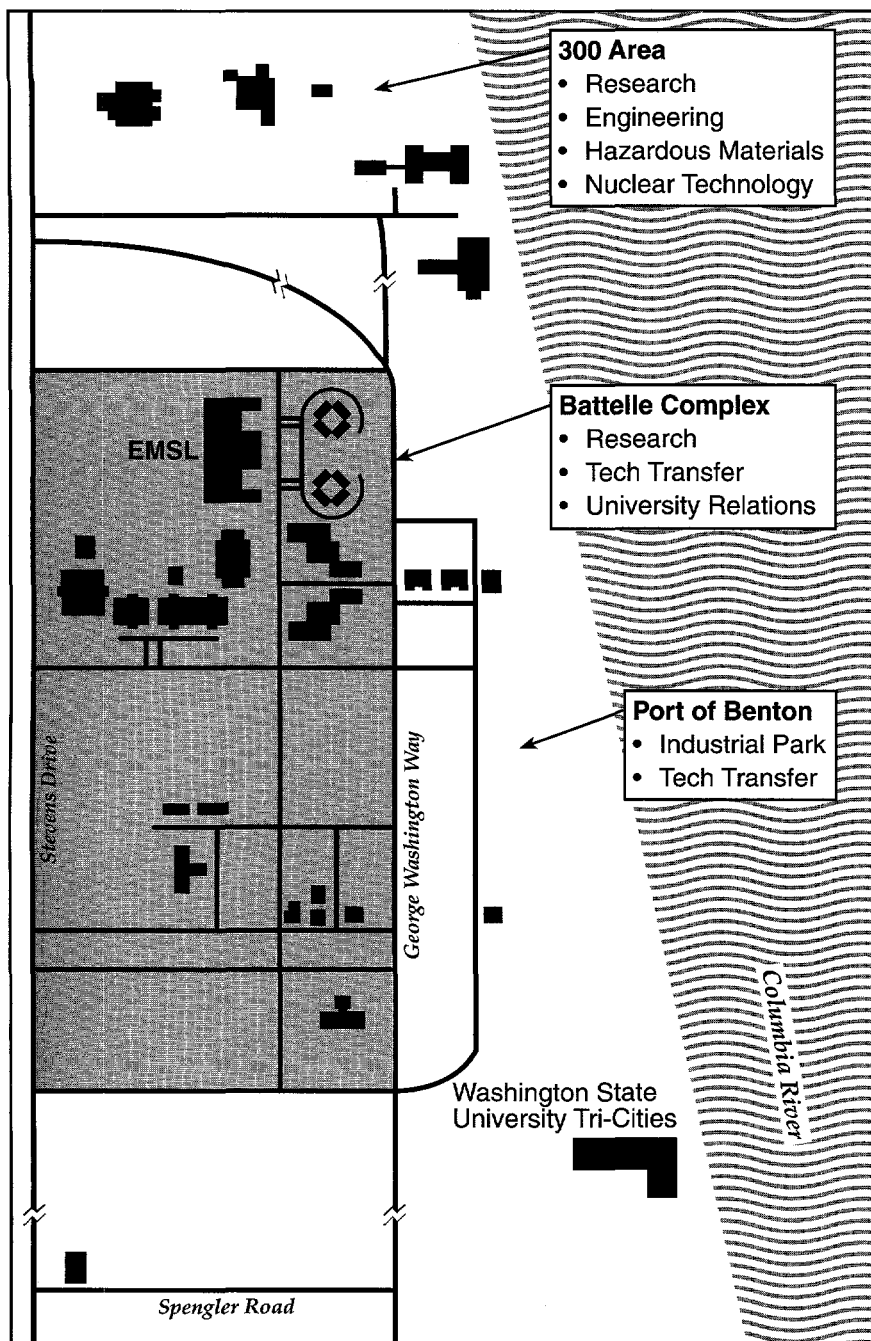 300 Area
• Research
• Engineering
• Hazardous Materials
• Nuclear Technology
Battelle Complex
• Research
• Tech Transfer
• University Relations
EMSL
Port of Benton
• Industrial Park
• Tech Transfer
Stevens Drive
George Washington Way
Columbia River
Washington State
University Tri-Cities
Spengler Road